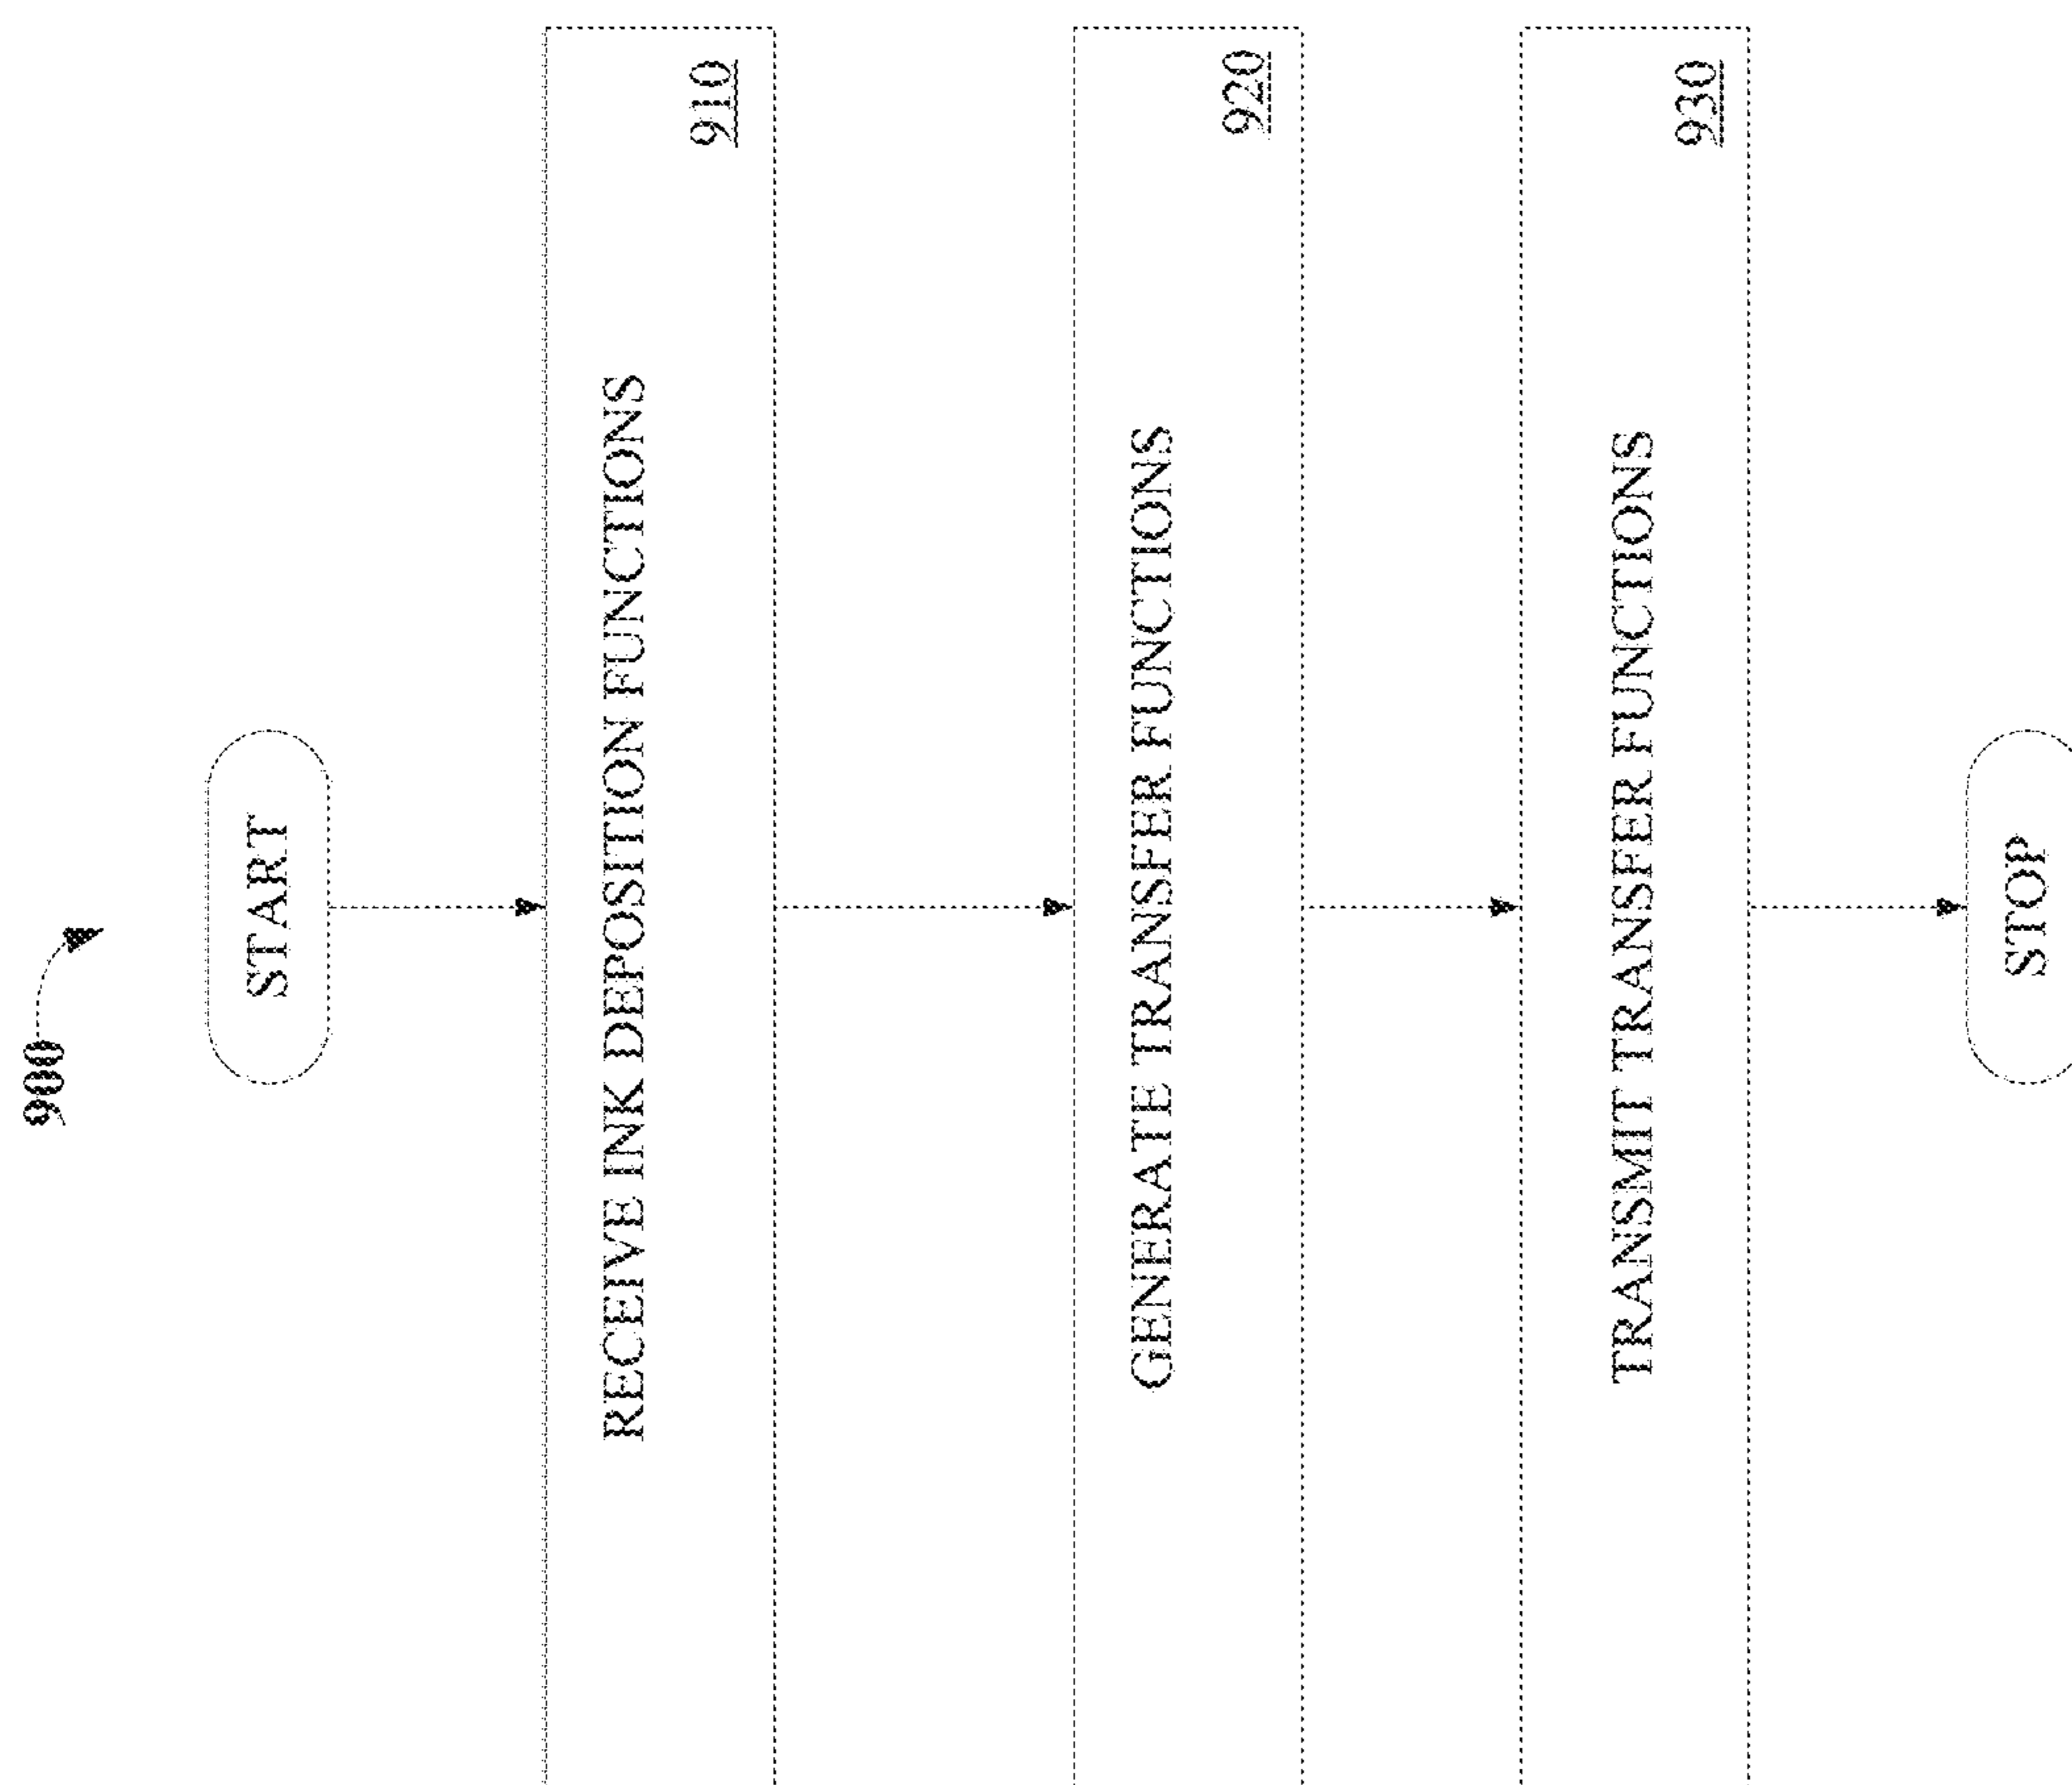 900
START
RECEIVE INK DEPOSITION FUNCTIONS
910
GENERATE TRANSFER FUNCTIONS
920
TRANSMIT TRANSFER FUNCTIONS
930
STOP